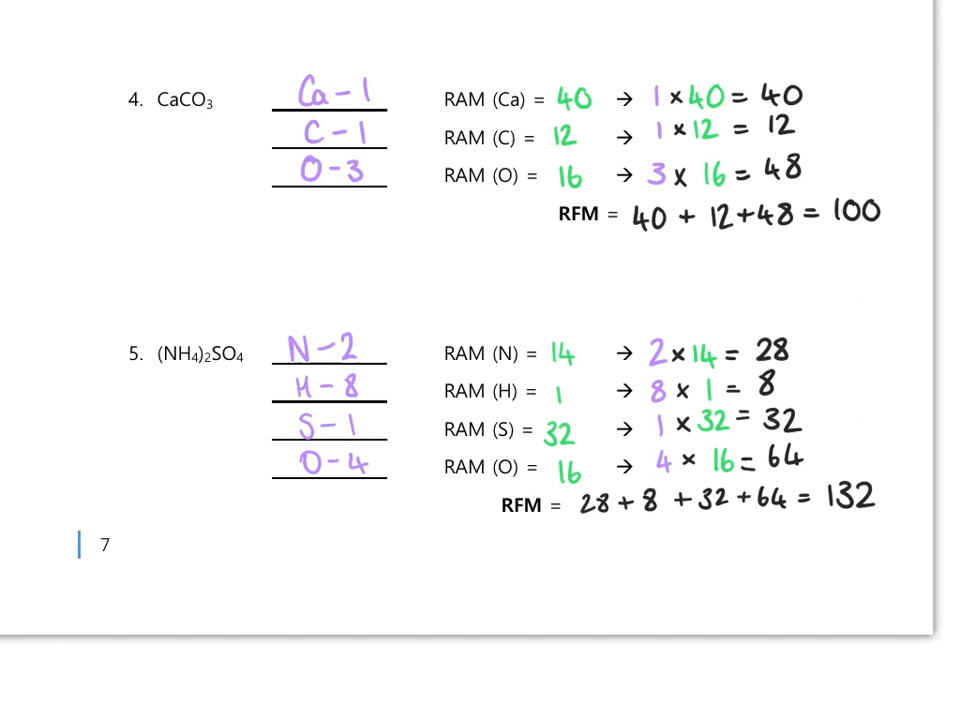 4. CaCO₃ Ca - 1 RAM (Ca) = 40 → 1 × 40 = 40
C - 1 RAM (C) = 12 → 1 × 12 = 12
O - 3 RAM (O) = 16 → 3 × 16 = 48
RFM = 40 + 12 + 48 = 100
5. (NH₄)₂SO₄ N - 2 RAM (N) = 14 → 2 × 14 = 28
H - 8 RAM (H) = 1 → 8 × 1 = 8
S - 1 RAM (S) = 32 → 1 × 32 = 32
O - 4 RAM (O) = 16 → 4 × 16 = 64
RFM = 28 + 8 + 32 + 64 = 132
7